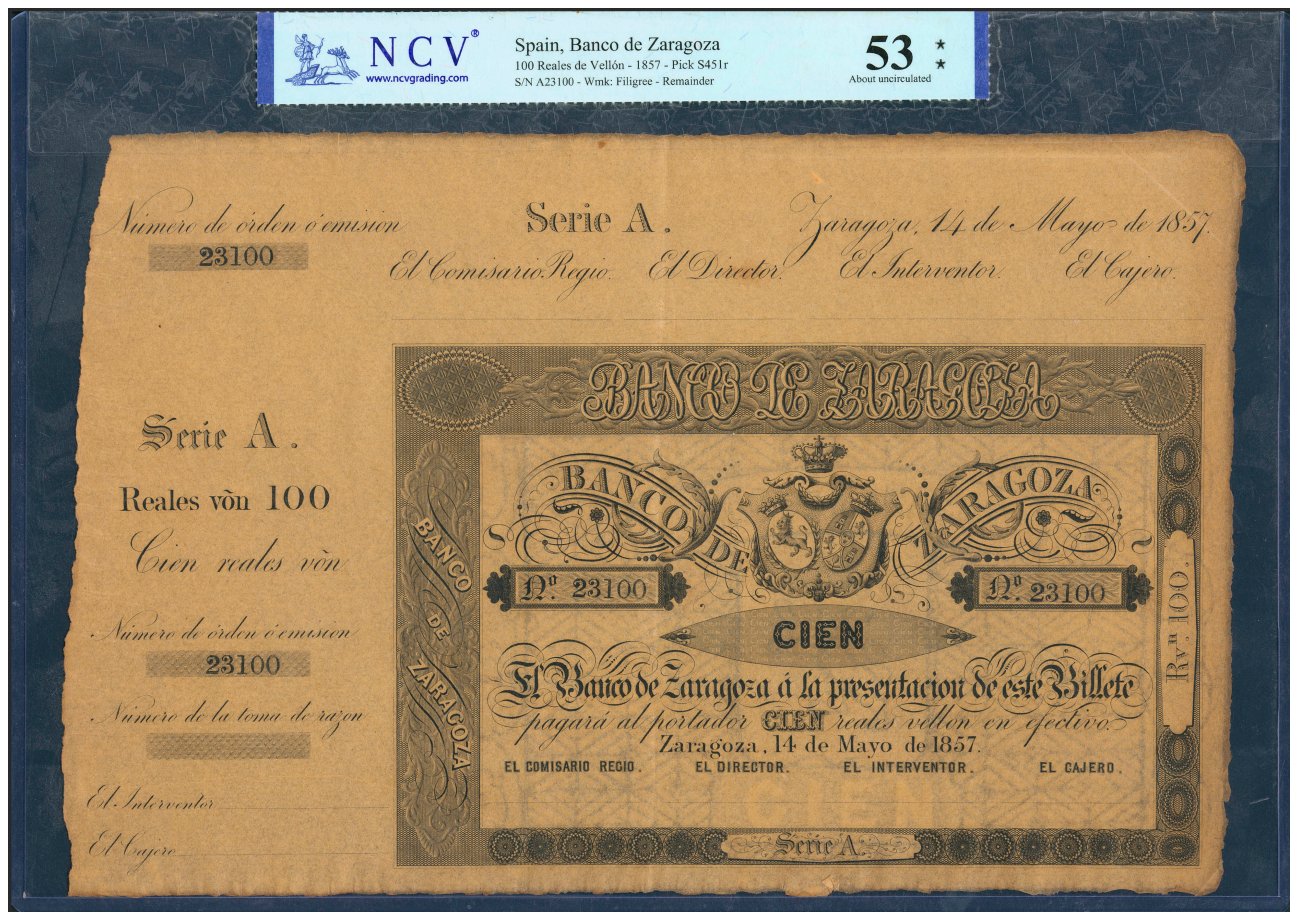 NCV®
www.ncvgrading.com
Spain, Banco de Zaragoza
100 Reales de Vellón - 1857 - Pick S451r
S/N A23100 - Wmk: Filigree - Remainder
53
About uncirculated
Número de órden ó emision
23100
Serie A.
Zaragoza, 14 de Mayo de 1857.
El Comisario Regio. El Director. El Interventor. El Cajero.
Serie A.
Reales vòn 100
Cien reales vòn
Número de órden ó emision
23100
Número de la toma de razon
El Interventor
El Cajero
BANCO DE ZARAGOZA
BANCO DE ZARAGOZA
BANCO DE ZARAGOZA
Nº. 23100
Nº. 23100
CIEN
El Banco de Zaragoza á la presentacion de este Billete
pagará al portador CIEN reales vellon en efectivo.
Zaragoza, 14 de Mayo de 1857.
EL COMISARIO REGIO. EL DIRECTOR. EL INTERVENTOR. EL CAJERO.
Rvn. 100.
Serie A.